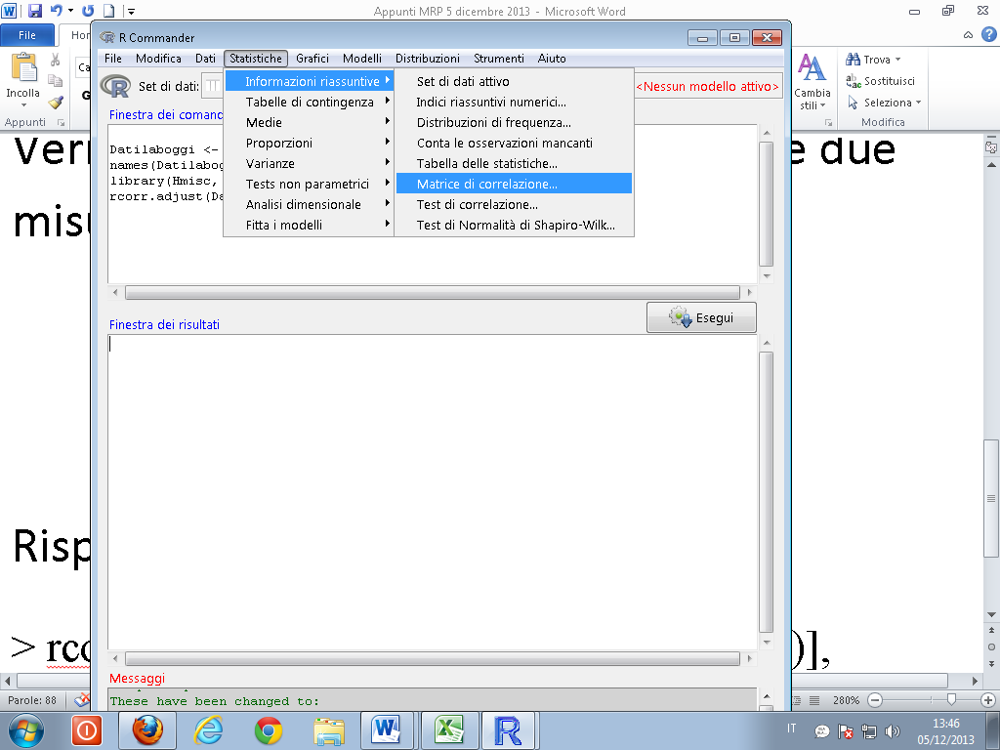 Appunti MRP 5 dicembre 2013 - Microsoft Word
File
Incolla
Appunti
R Commander
File Modifica Dati Statistiche Grafici Modelli Distribuzioni Strumenti Aiuto
Set di dati:
<Nessun modello attivo>
Informazioni riassuntive
Tabelle di contingenza
Medie
Proporzioni
Varianze
Tests non parametrici
Analisi dimensionale
Fitta i modelli
Set di dati attivo
Indici riassuntivi numerici...
Distribuzioni di frequenza...
Conta le osservazioni mancanti
Tabella delle statistiche...
Matrice di correlazione...
Test di correlazione...
Test di Normalità di Shapiro-Wilk...
Finestra dei comand
Datilaboggi <-
names(Datilabog
library(Hmisc,
rcorr.adjust(Da
Esegui
Finestra dei risultati
Messaggi
These have been changed to:
Cambia stili
Trova
Sostituisci
Seleziona
Modifica
due
Risp
> rco )],
Parole: 88
280%
IT
13:46
05/12/2013